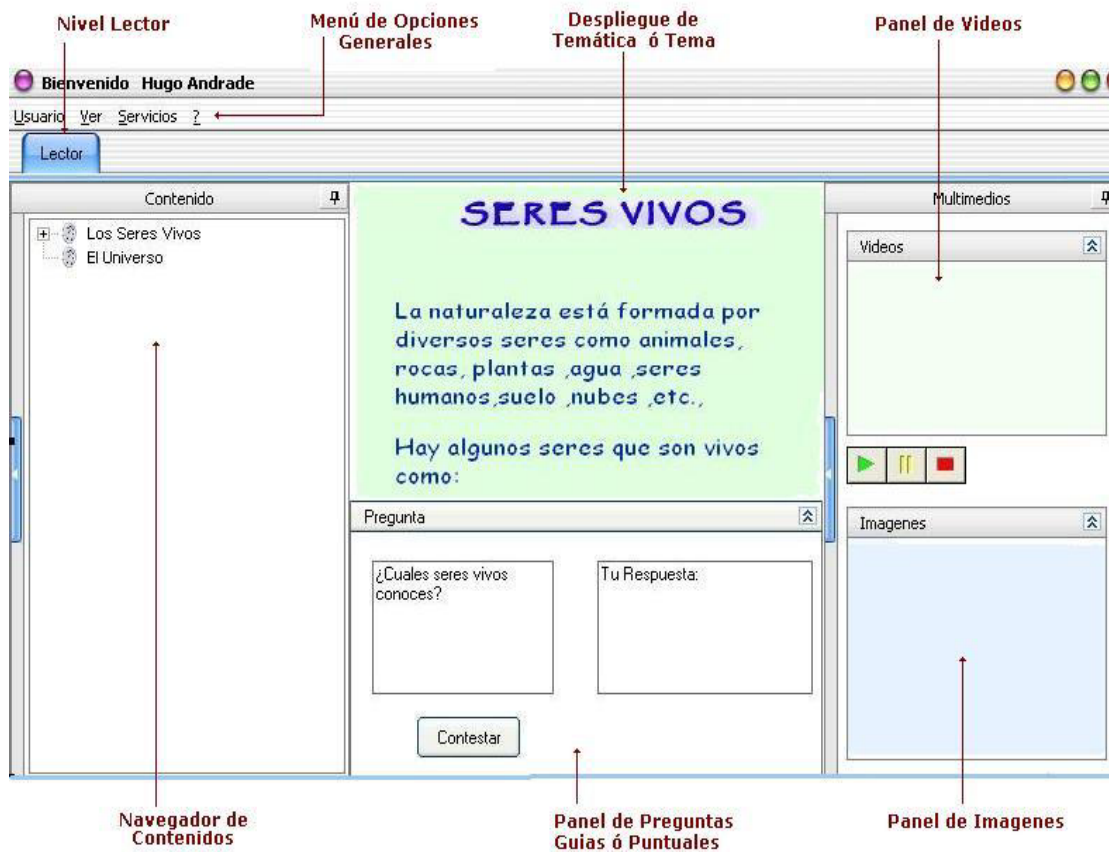 Nivel Lector
Menú de Opciones
Generales
Despliegue de
Temática ó Tema
Panel de Videos
Bienvenido Hugo Andrade
Usuario Ver Servicios ?
Lector
Contenido
Los Seres Vivos
El Universo
SERES VIVOS
La naturaleza está formada por
diversos seres como animales,
rocas, plantas ,agua ,seres
humanos,suelo ,nubes ,etc.,
Hay algunos seres que son vivos
como:
Pregunta
¿Cuales seres vivos
conoces?
Tu Respuesta:
Contestar
Multimedios
Videos
Imagenes
Navegador de
Contenidos
Panel de Preguntas
Guias ó Puntuales
Panel de Imagenes